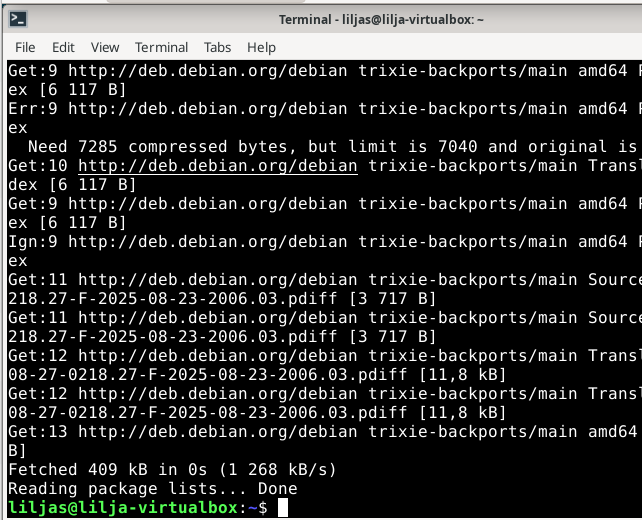 Terminal - liljas@lilja-virtualbox: ~
File Edit View Terminal Tabs Help
Get:9 http://deb.debian.org/debian trixie-backports/main amd64
ex [6 117 B]
Err:9 http://deb.debian.org/debian trixie-backports/main amd64
ex
Need 7285 compressed bytes, but limit is 7040 and original is
Get:10 http://deb.debian.org/debian trixie-backports/main Transl
dex [6 117 B]
Get:9 http://deb.debian.org/debian trixie-backports/main amd64
ex [6 117 B]
Ign:9 http://deb.debian.org/debian trixie-backports/main amd64
ex
Get:11 http://deb.debian.org/debian trixie-backports/main Source
218.27-F-2025-08-23-2006.03.pdiff [3 717 B]
Get:11 http://deb.debian.org/debian trixie-backports/main Source
218.27-F-2025-08-23-2006.03.pdiff [3 717 B]
Get:12 http://deb.debian.org/debian trixie-backports/main Transl
08-27-0218.27-F-2025-08-23-2006.03.pdiff [11,8 kB]
Get:12 http://deb.debian.org/debian trixie-backports/main Transl
08-27-0218.27-F-2025-08-23-2006.03.pdiff [11,8 kB]
Get:13 http://deb.debian.org/debian trixie-backports/main amd64
B]
Fetched 409 kB in 0s (1 268 kB/s)
Reading package lists... Done
liljas@lilja-virtualbox:~$